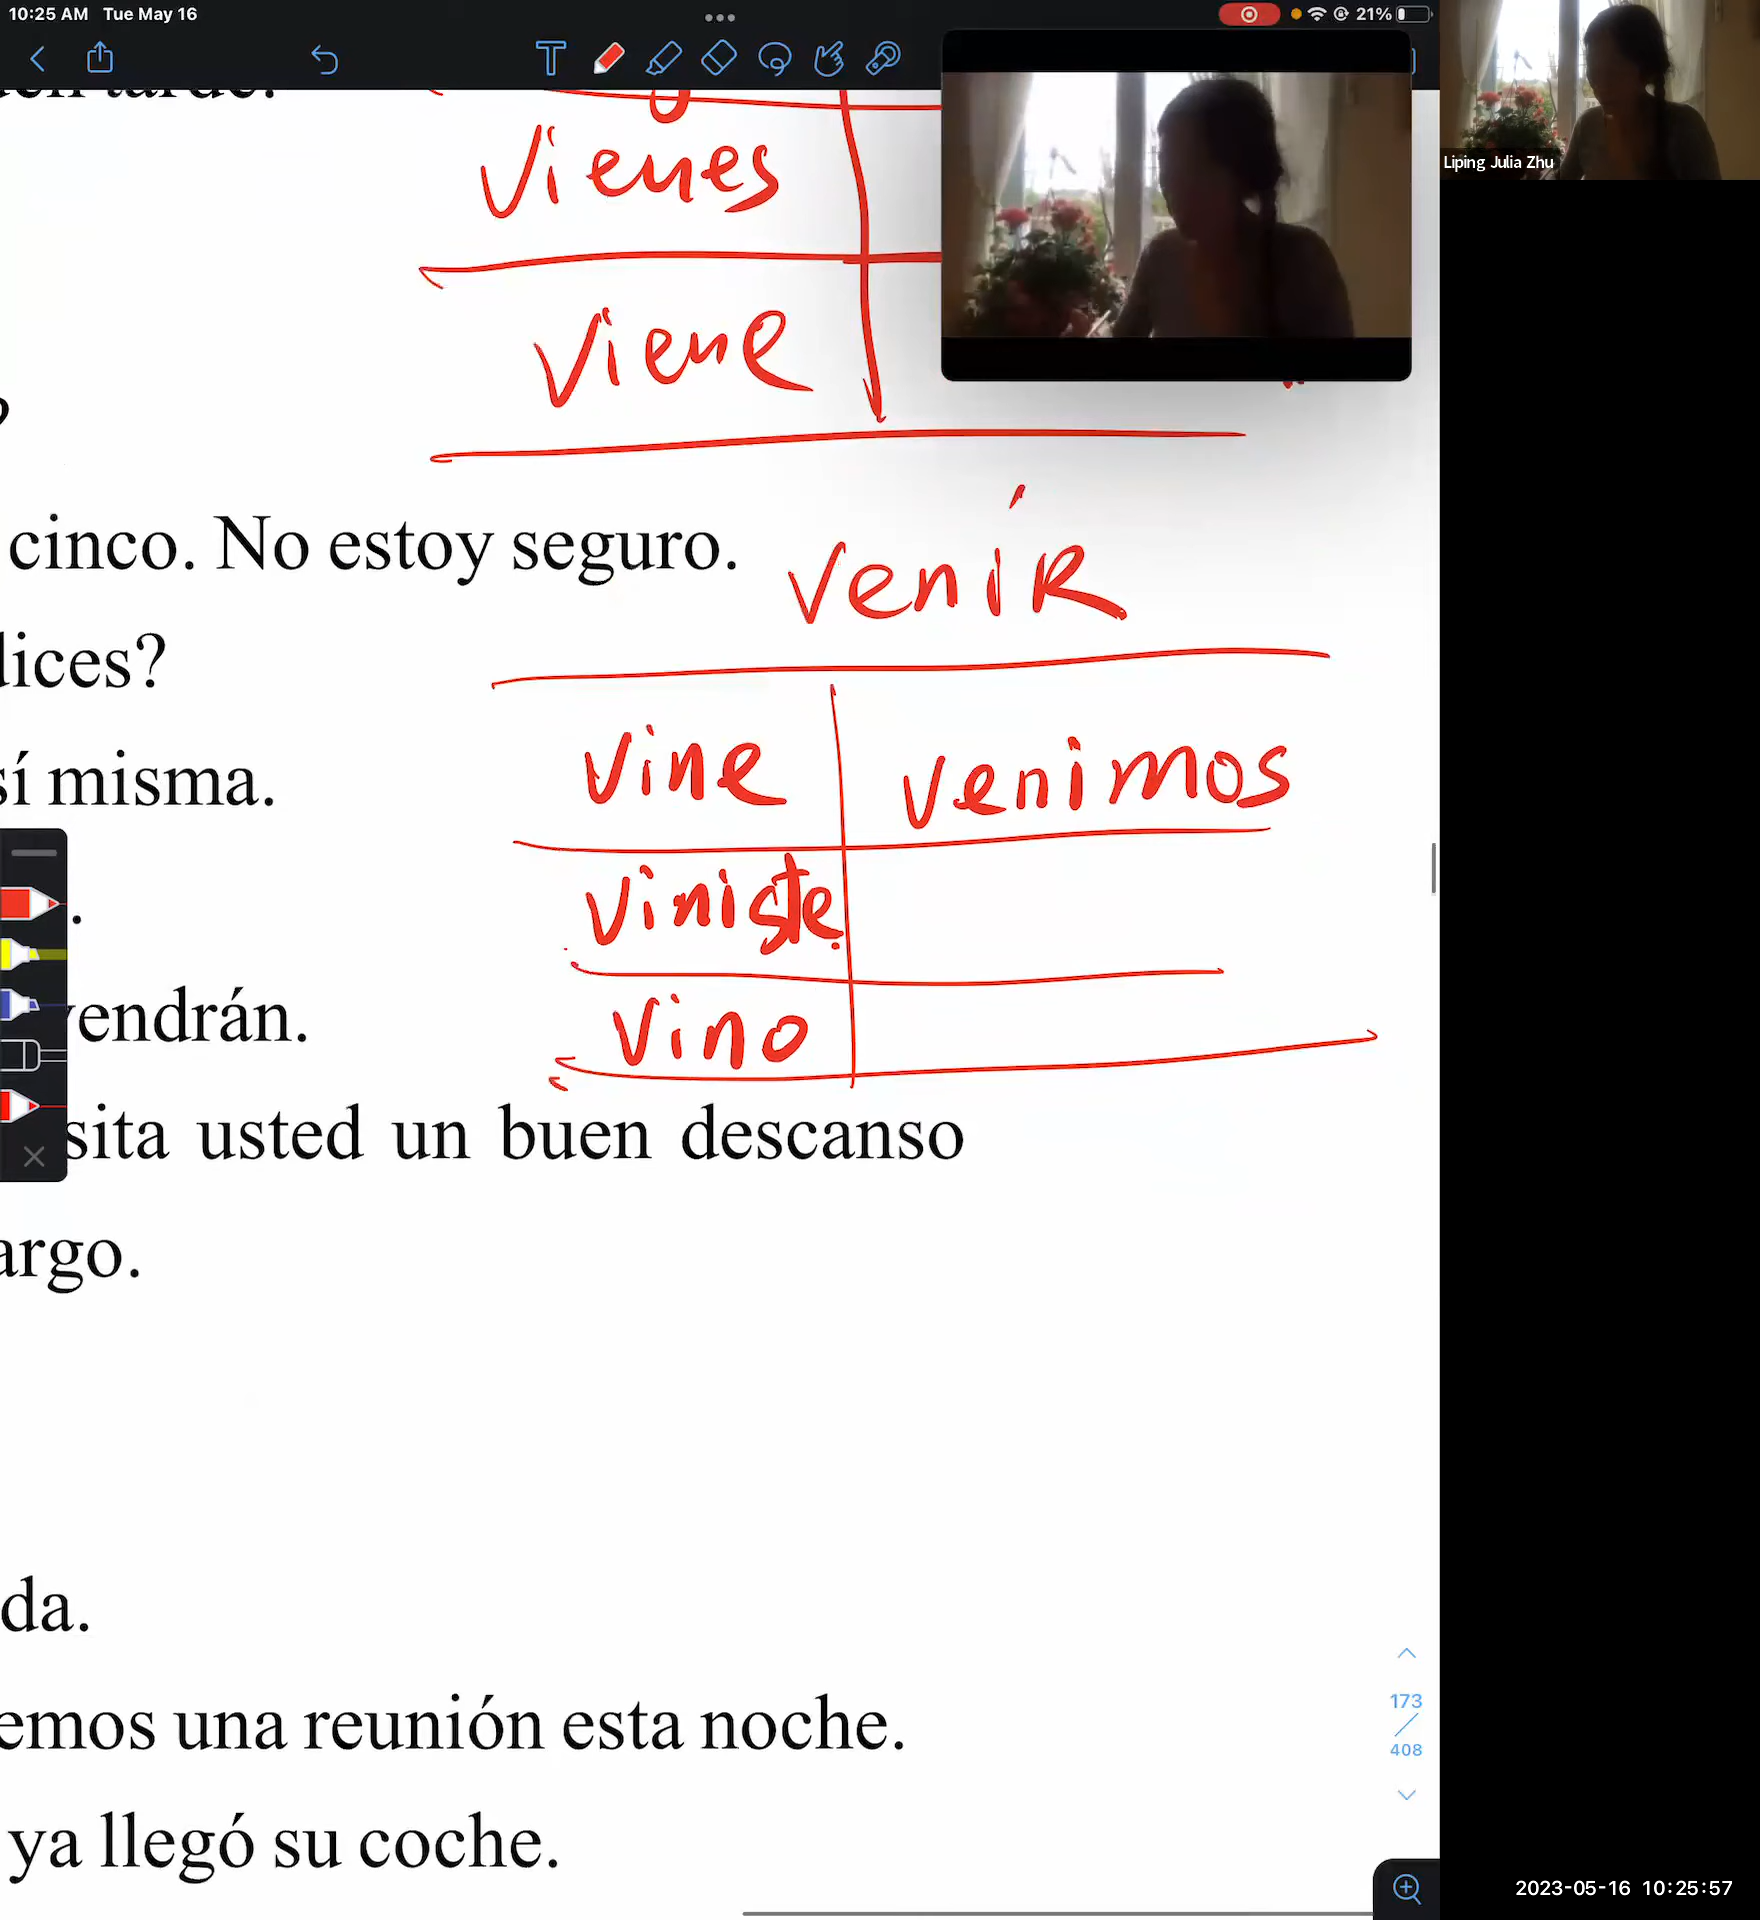 10:25 AM Tue May 16
21%
Liping Julia Zhu
vienes
viene
cinco. No estoy seguro.
venir
dices?
sí misma.
vine venimos
viniste
.
vendrán.
vino
sita usted un buen descanso
argo.
da.
emos una reunión esta noche.
173
408
ya llegó su coche.
2023-05-16 10:25:57